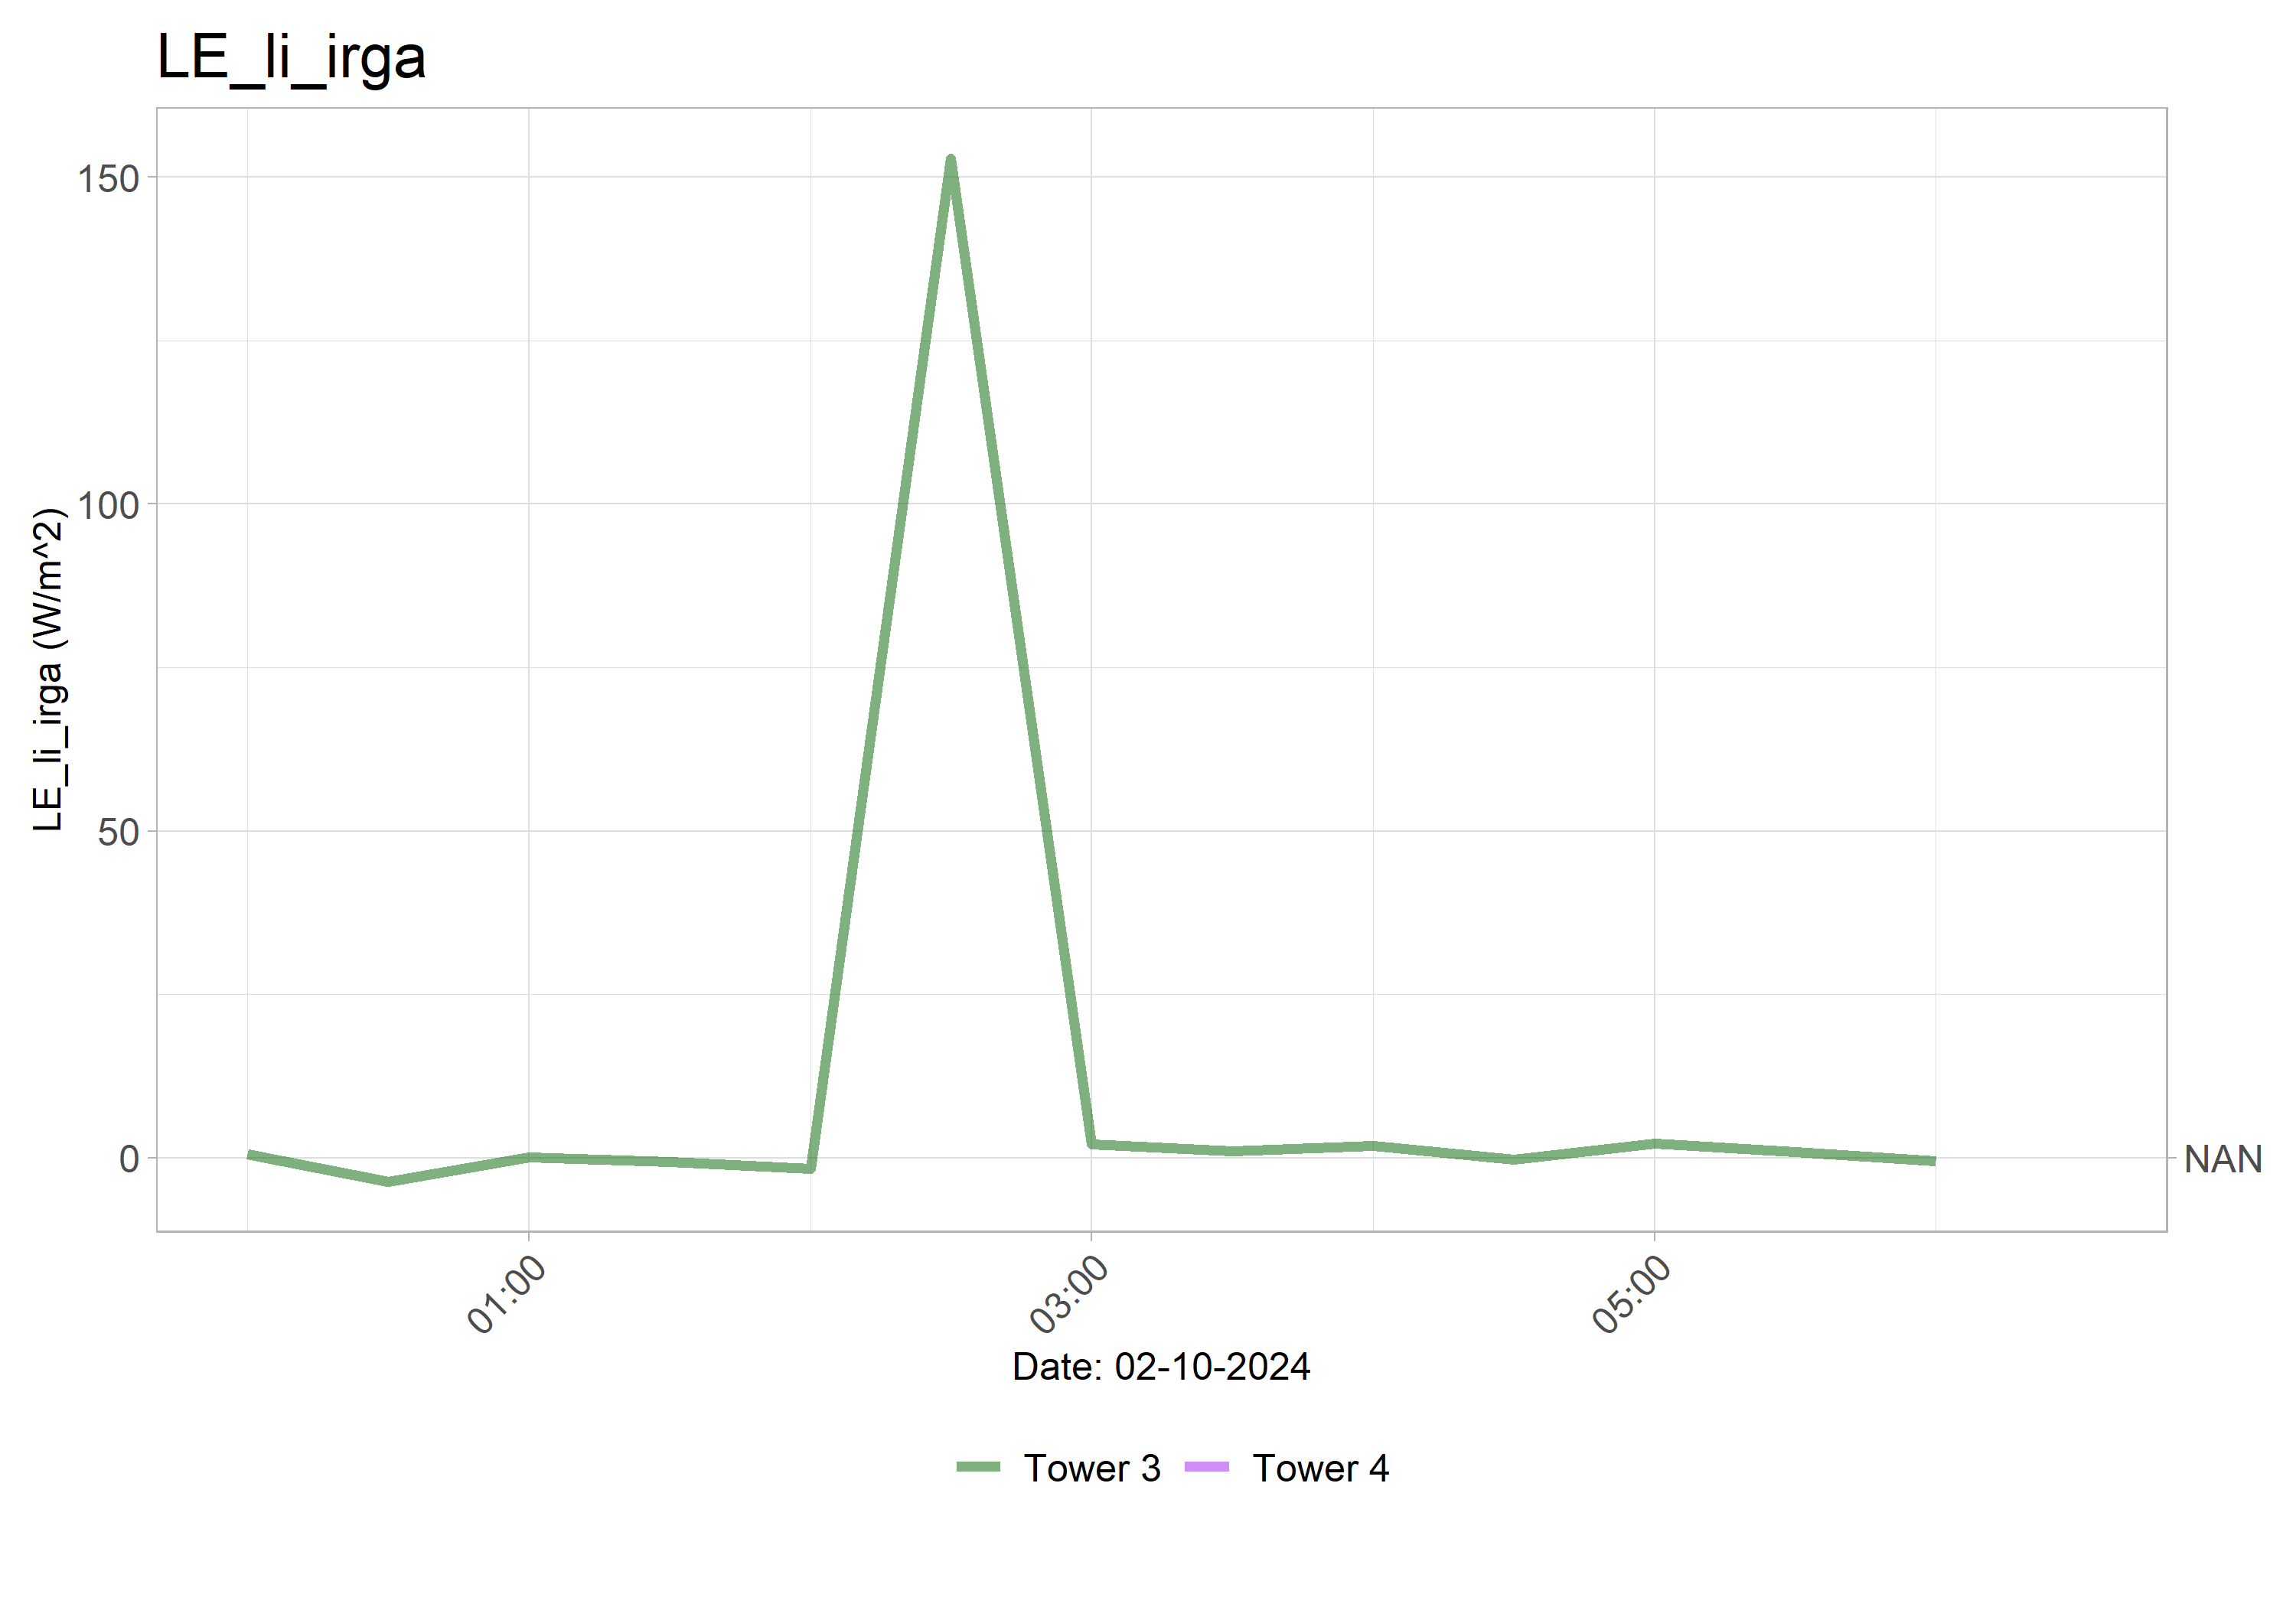 LE_li_irga
LE_li_irga (W/m^2)
150
100
50
0
NAN
01:00
03:00
05:00
Date: 02-10-2024
Tower 3
Tower 4